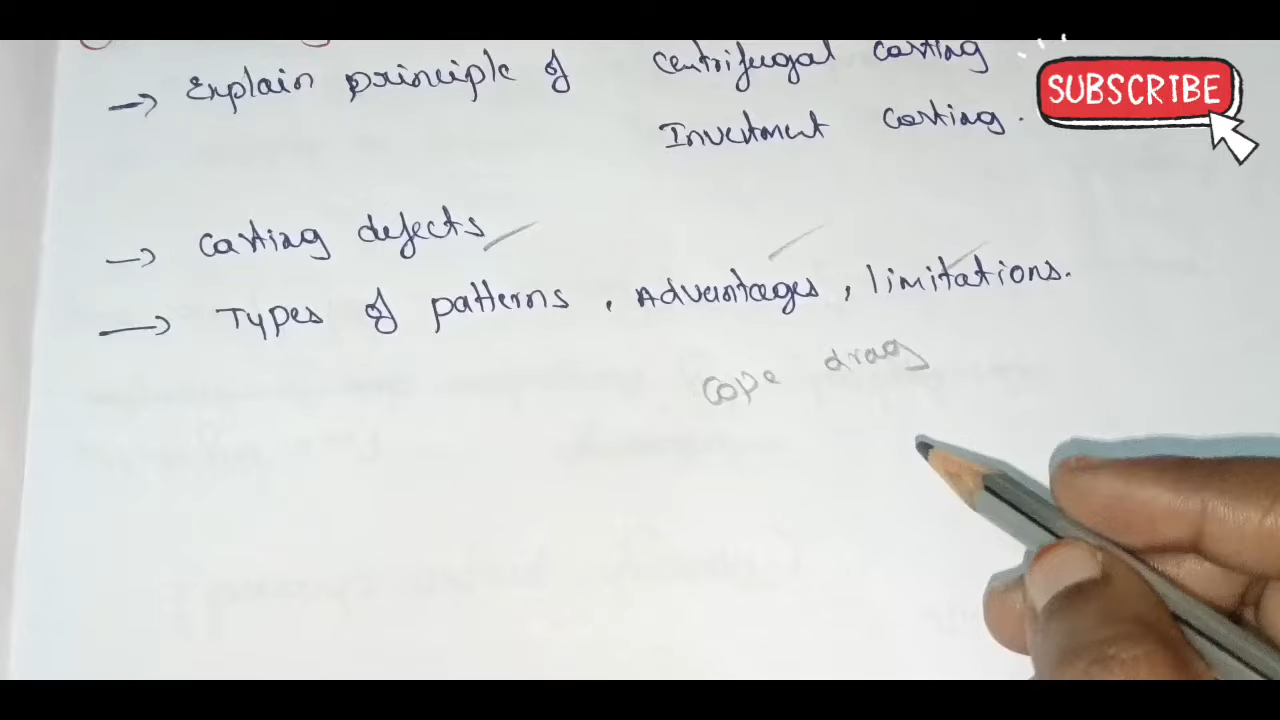 → Explain principle of centrifugal casting
Investment casting.
SUBSCRIBE
→ Casting defects
→ Types of patterns, Advantages, limitations.
cope drag